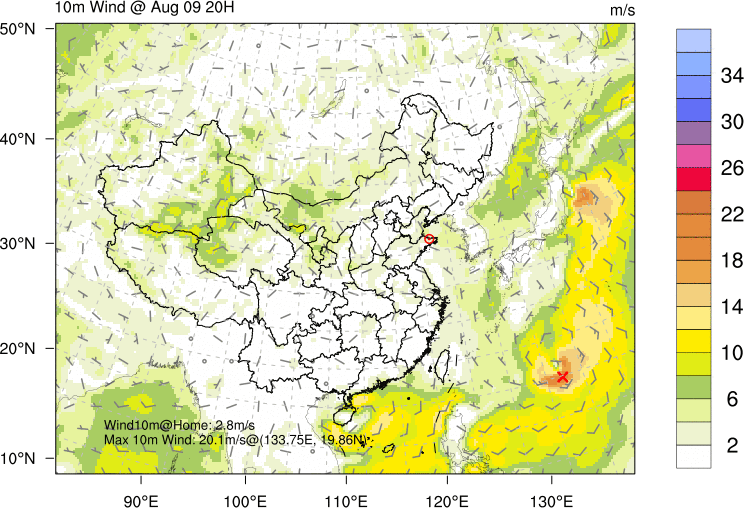 10m Wind @ Aug 09 20H
m/s
50°N
40°N
30°N
20°N
10°N
Wind10m@Home: 2.8m/s
Max 10m Wind: 20.1m/s@(133.75E, 19.86N)
90°E
100°E
110°E
120°E
130°E
34
30
26
22
18
14
10
6
2